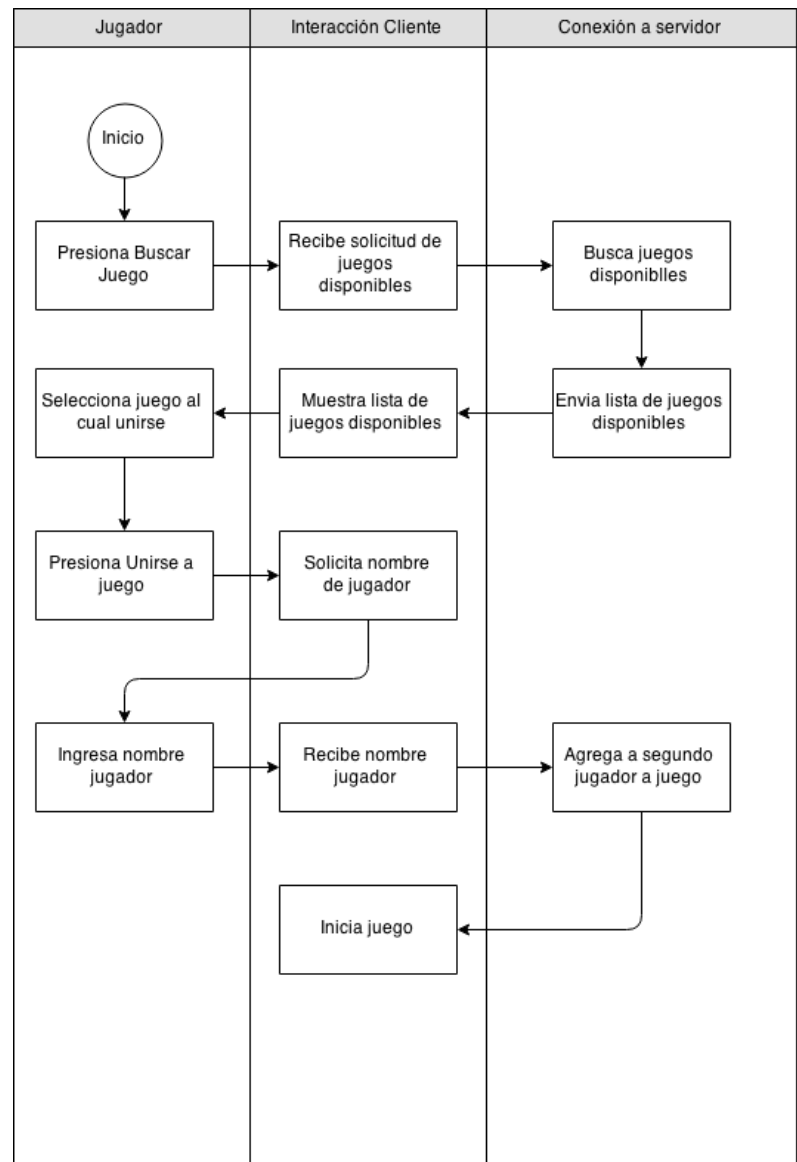 Jugador
Interacción Cliente
Conexión a servidor
Inicio
Presiona Buscar
Juego
Recibe solicitud de
juegos
disponibles
Busca juegos
disponiblles
Selecciona juego al
cual unirse
Muestra lista de
juegos disponibles
Envia lista de juegos
disponibles
Presiona Unirse a
juego
Solicita nombre
de jugador
Ingresa nombre
jugador
Recibe nombre
jugador
Agrega a segundo
jugador a juego
Inicia juego